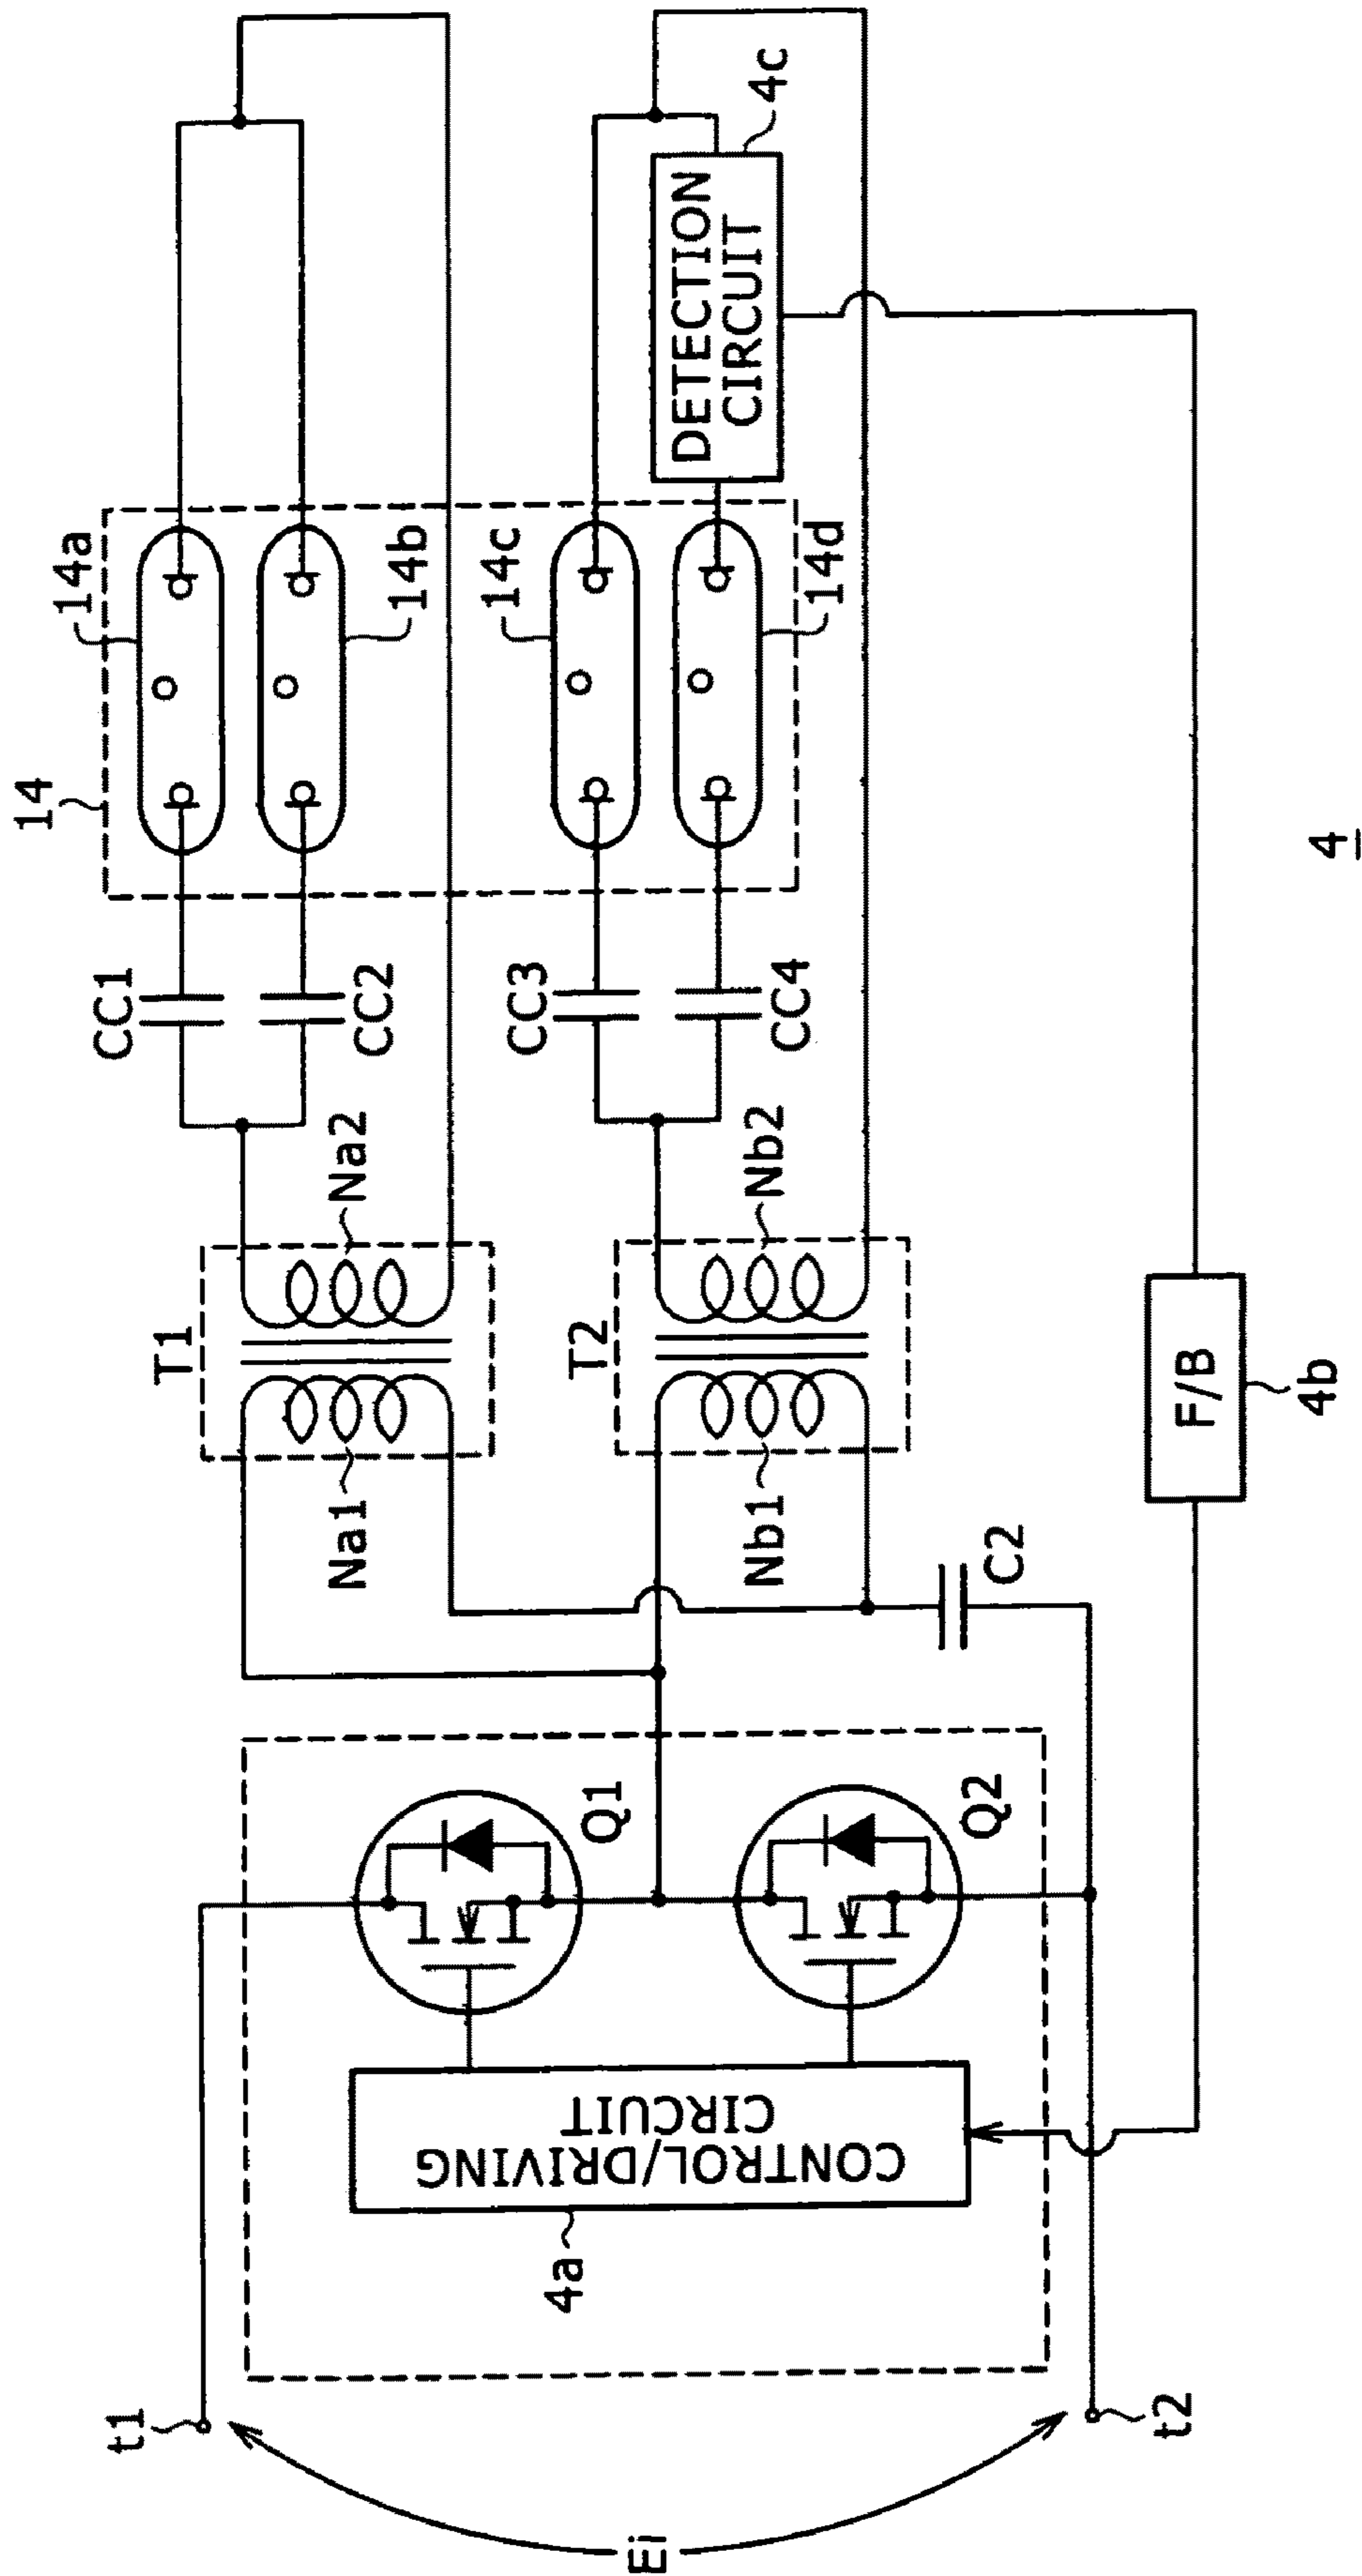 14
14a
14b
14c
14d
4c
DETECTION
CIRCUIT
CC1
CC2
CC3
CC4
T1
Na1
Na2
T2
Nb1
Nb2
C2
F/B
4b
Q1
Q2
CONTROL/DRIVING
CIRCUIT
4a
t1
t2
Ei
4